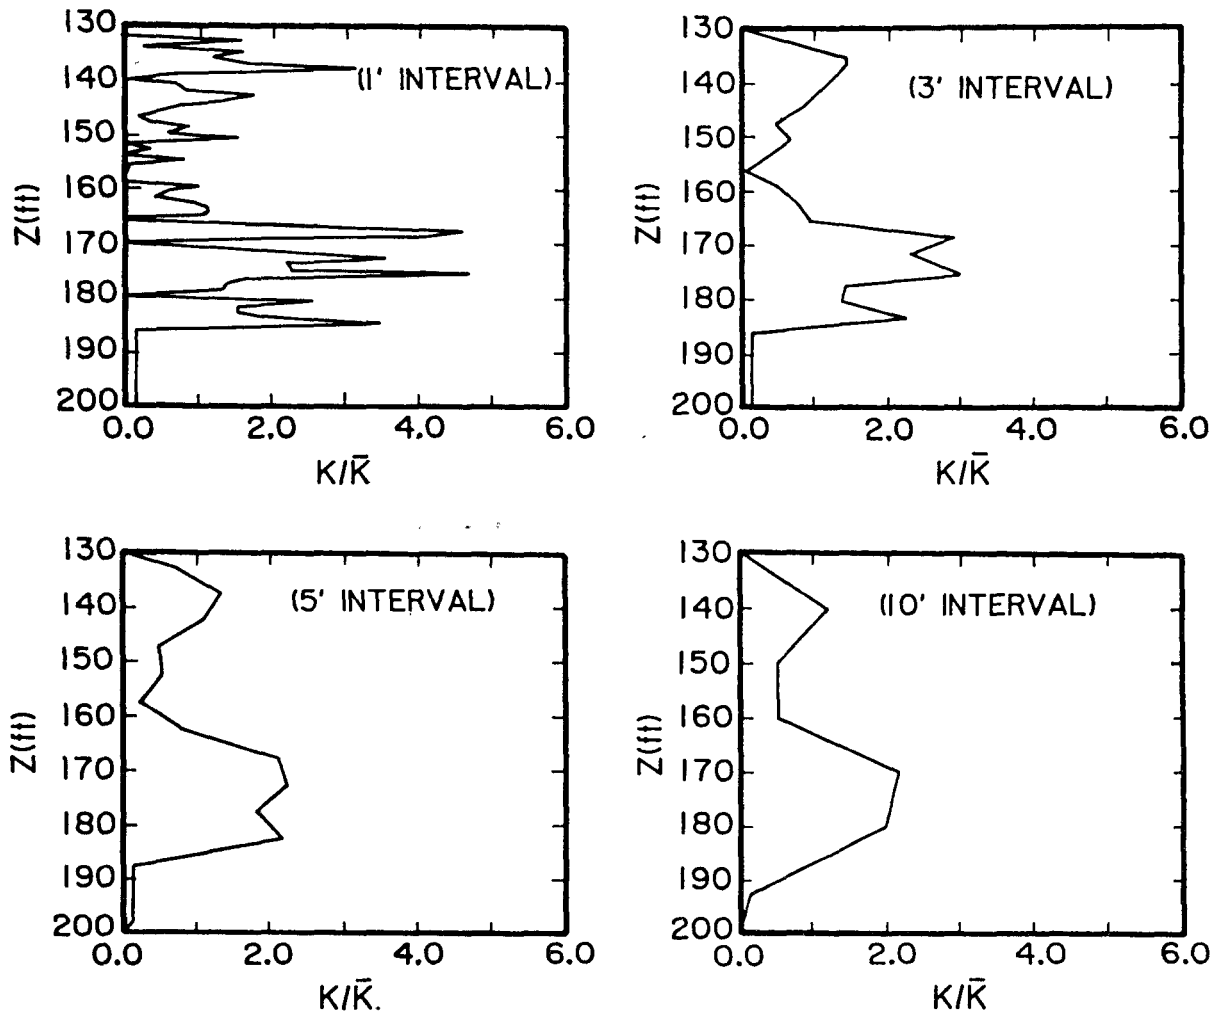 130
140
150
160
170
180
190
200
Z(ft)
(1' INTERVAL)
0.0 2.0 4.0 6.0
K/K̄
130
140
150
160
170
180
190
200
Z(ft)
(3' INTERVAL)
0.0 2.0 4.0 6.0
K/K̄
130
140
150
160
170
180
190
200
Z(ft)
(5' INTERVAL)
0.0 2.0 4.0 6.0
K/K̄.
130
140
150
160
170
180
190
200
Z(ft)
(10' INTERVAL)
0.0 2.0 4.0 6.0
K/K̄